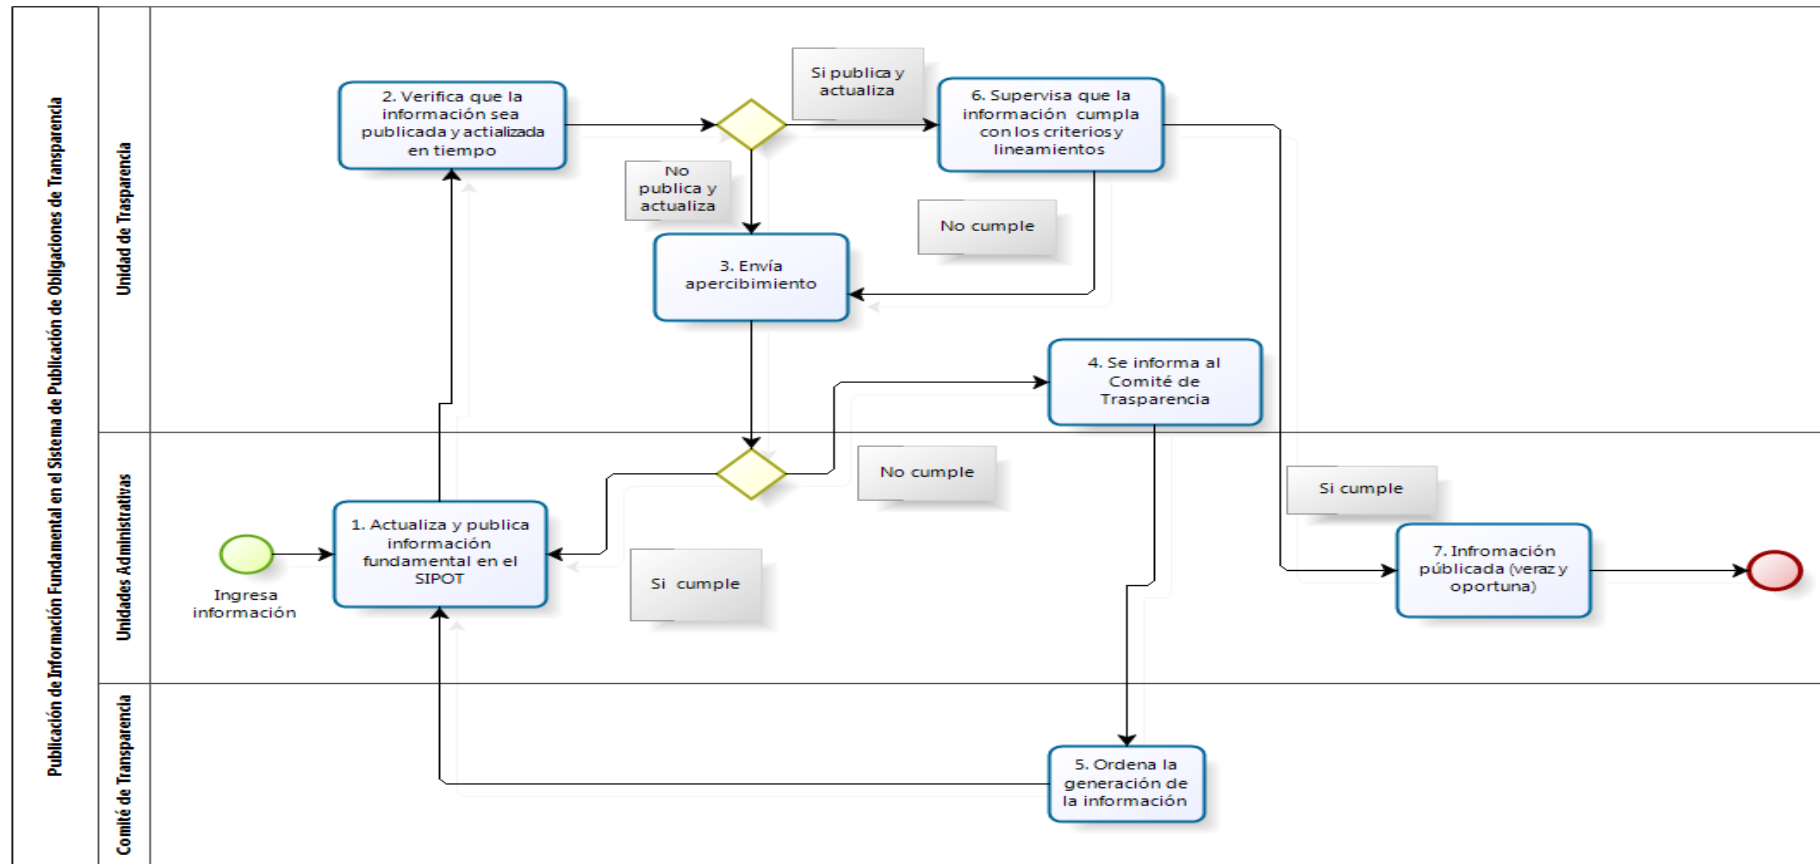 Publicación de Información Fundamental en el Sistema de Publicación de Obligaciones de Transparencia
Unidad de Trasparencia
2. Verifica que la
información sea
publicada y actializada
en tiempo
Si publica y
actualiza
6. Supervisa que la
información cumpla
con los criterios y
lineamientos
No
publica y
actualiza
No cumple
3. Envía
apercibimiento
4. Se informa al
Comité de
Trasparencia
Unidades Administrativas
No cumple
Si cumple
1. Actualiza y publica
información
fundamental en el
SIPOT
Ingresa
información
Si cumple
7. Infromación
públicada (veraz y
oportuna)
Comité de Transparencia
5. Ordena la
generación de
la información